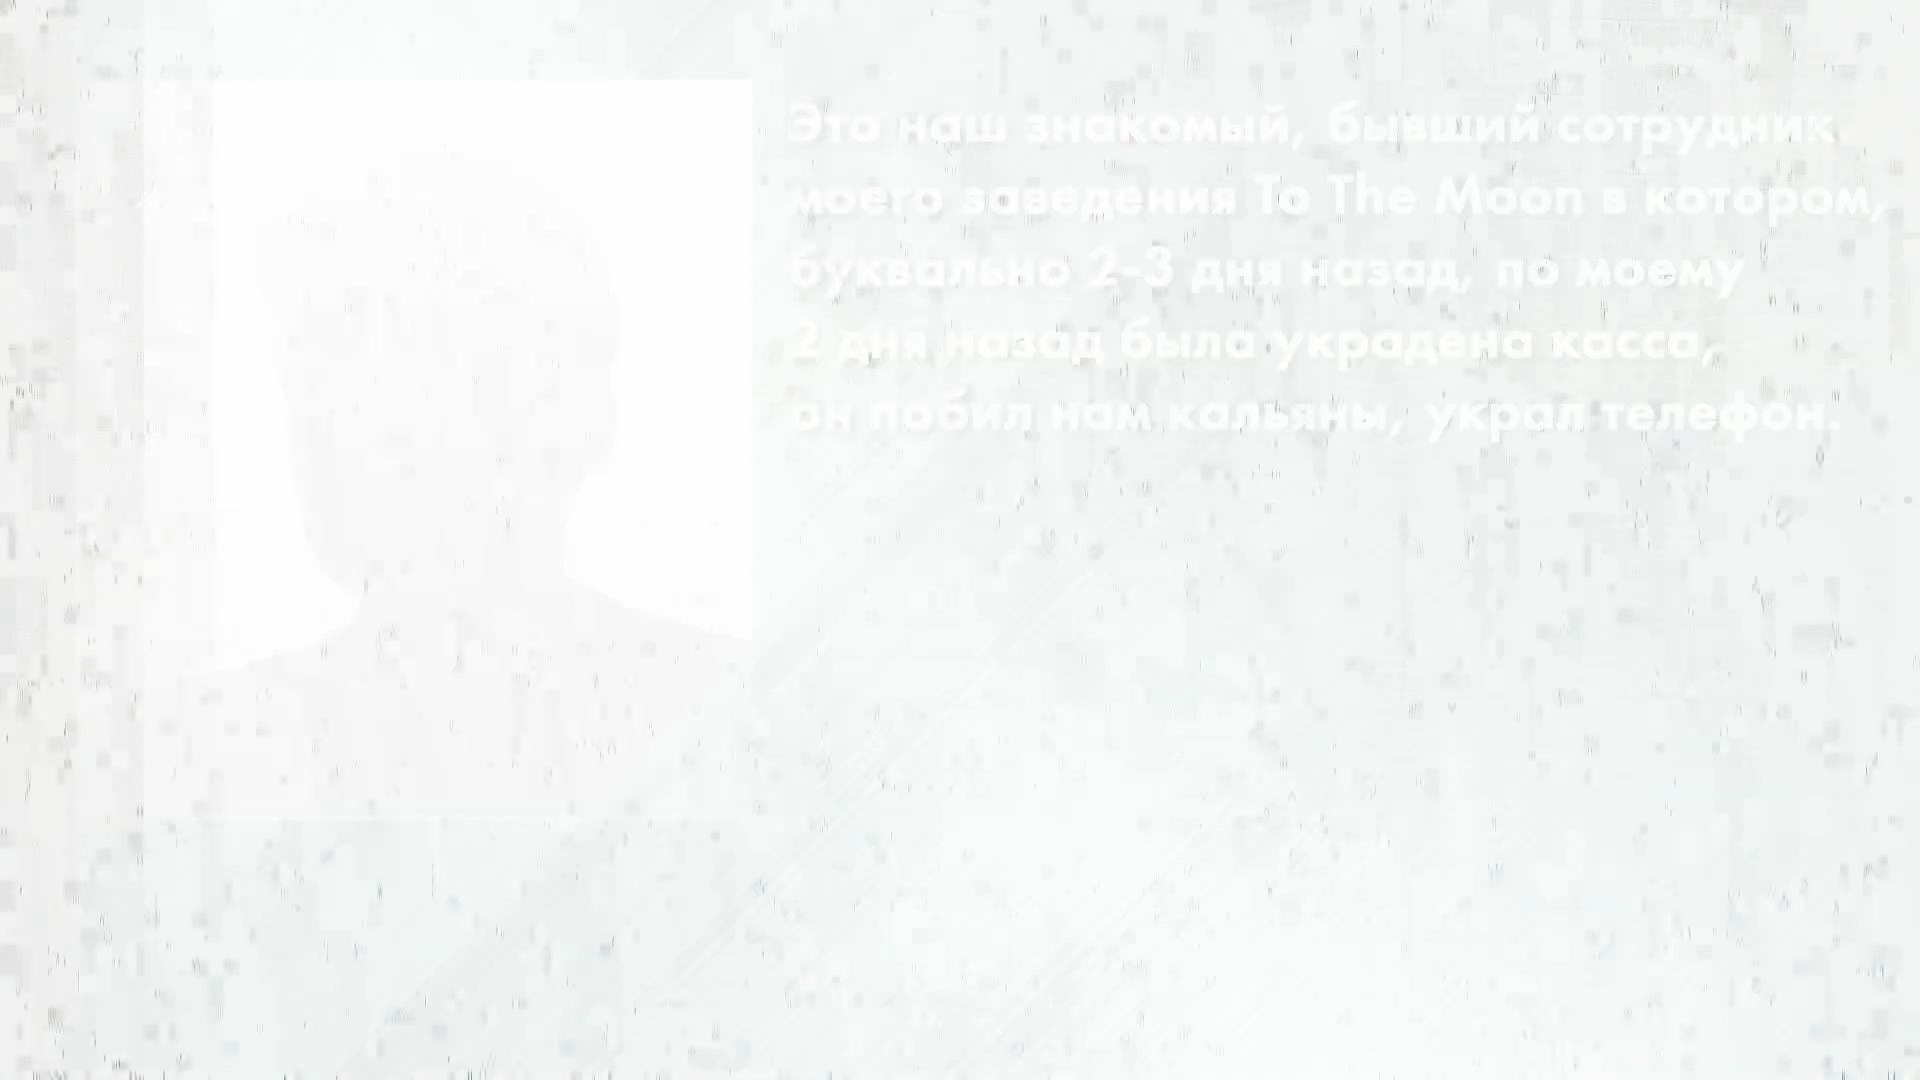 Это наш знакомый, бывший сотрудник
моего заведения To The Moon в котором,
буквально 2-3 дня назад, по моему
2 дня назад была украдена касса,
он побил нам кальяны, украл телефон.